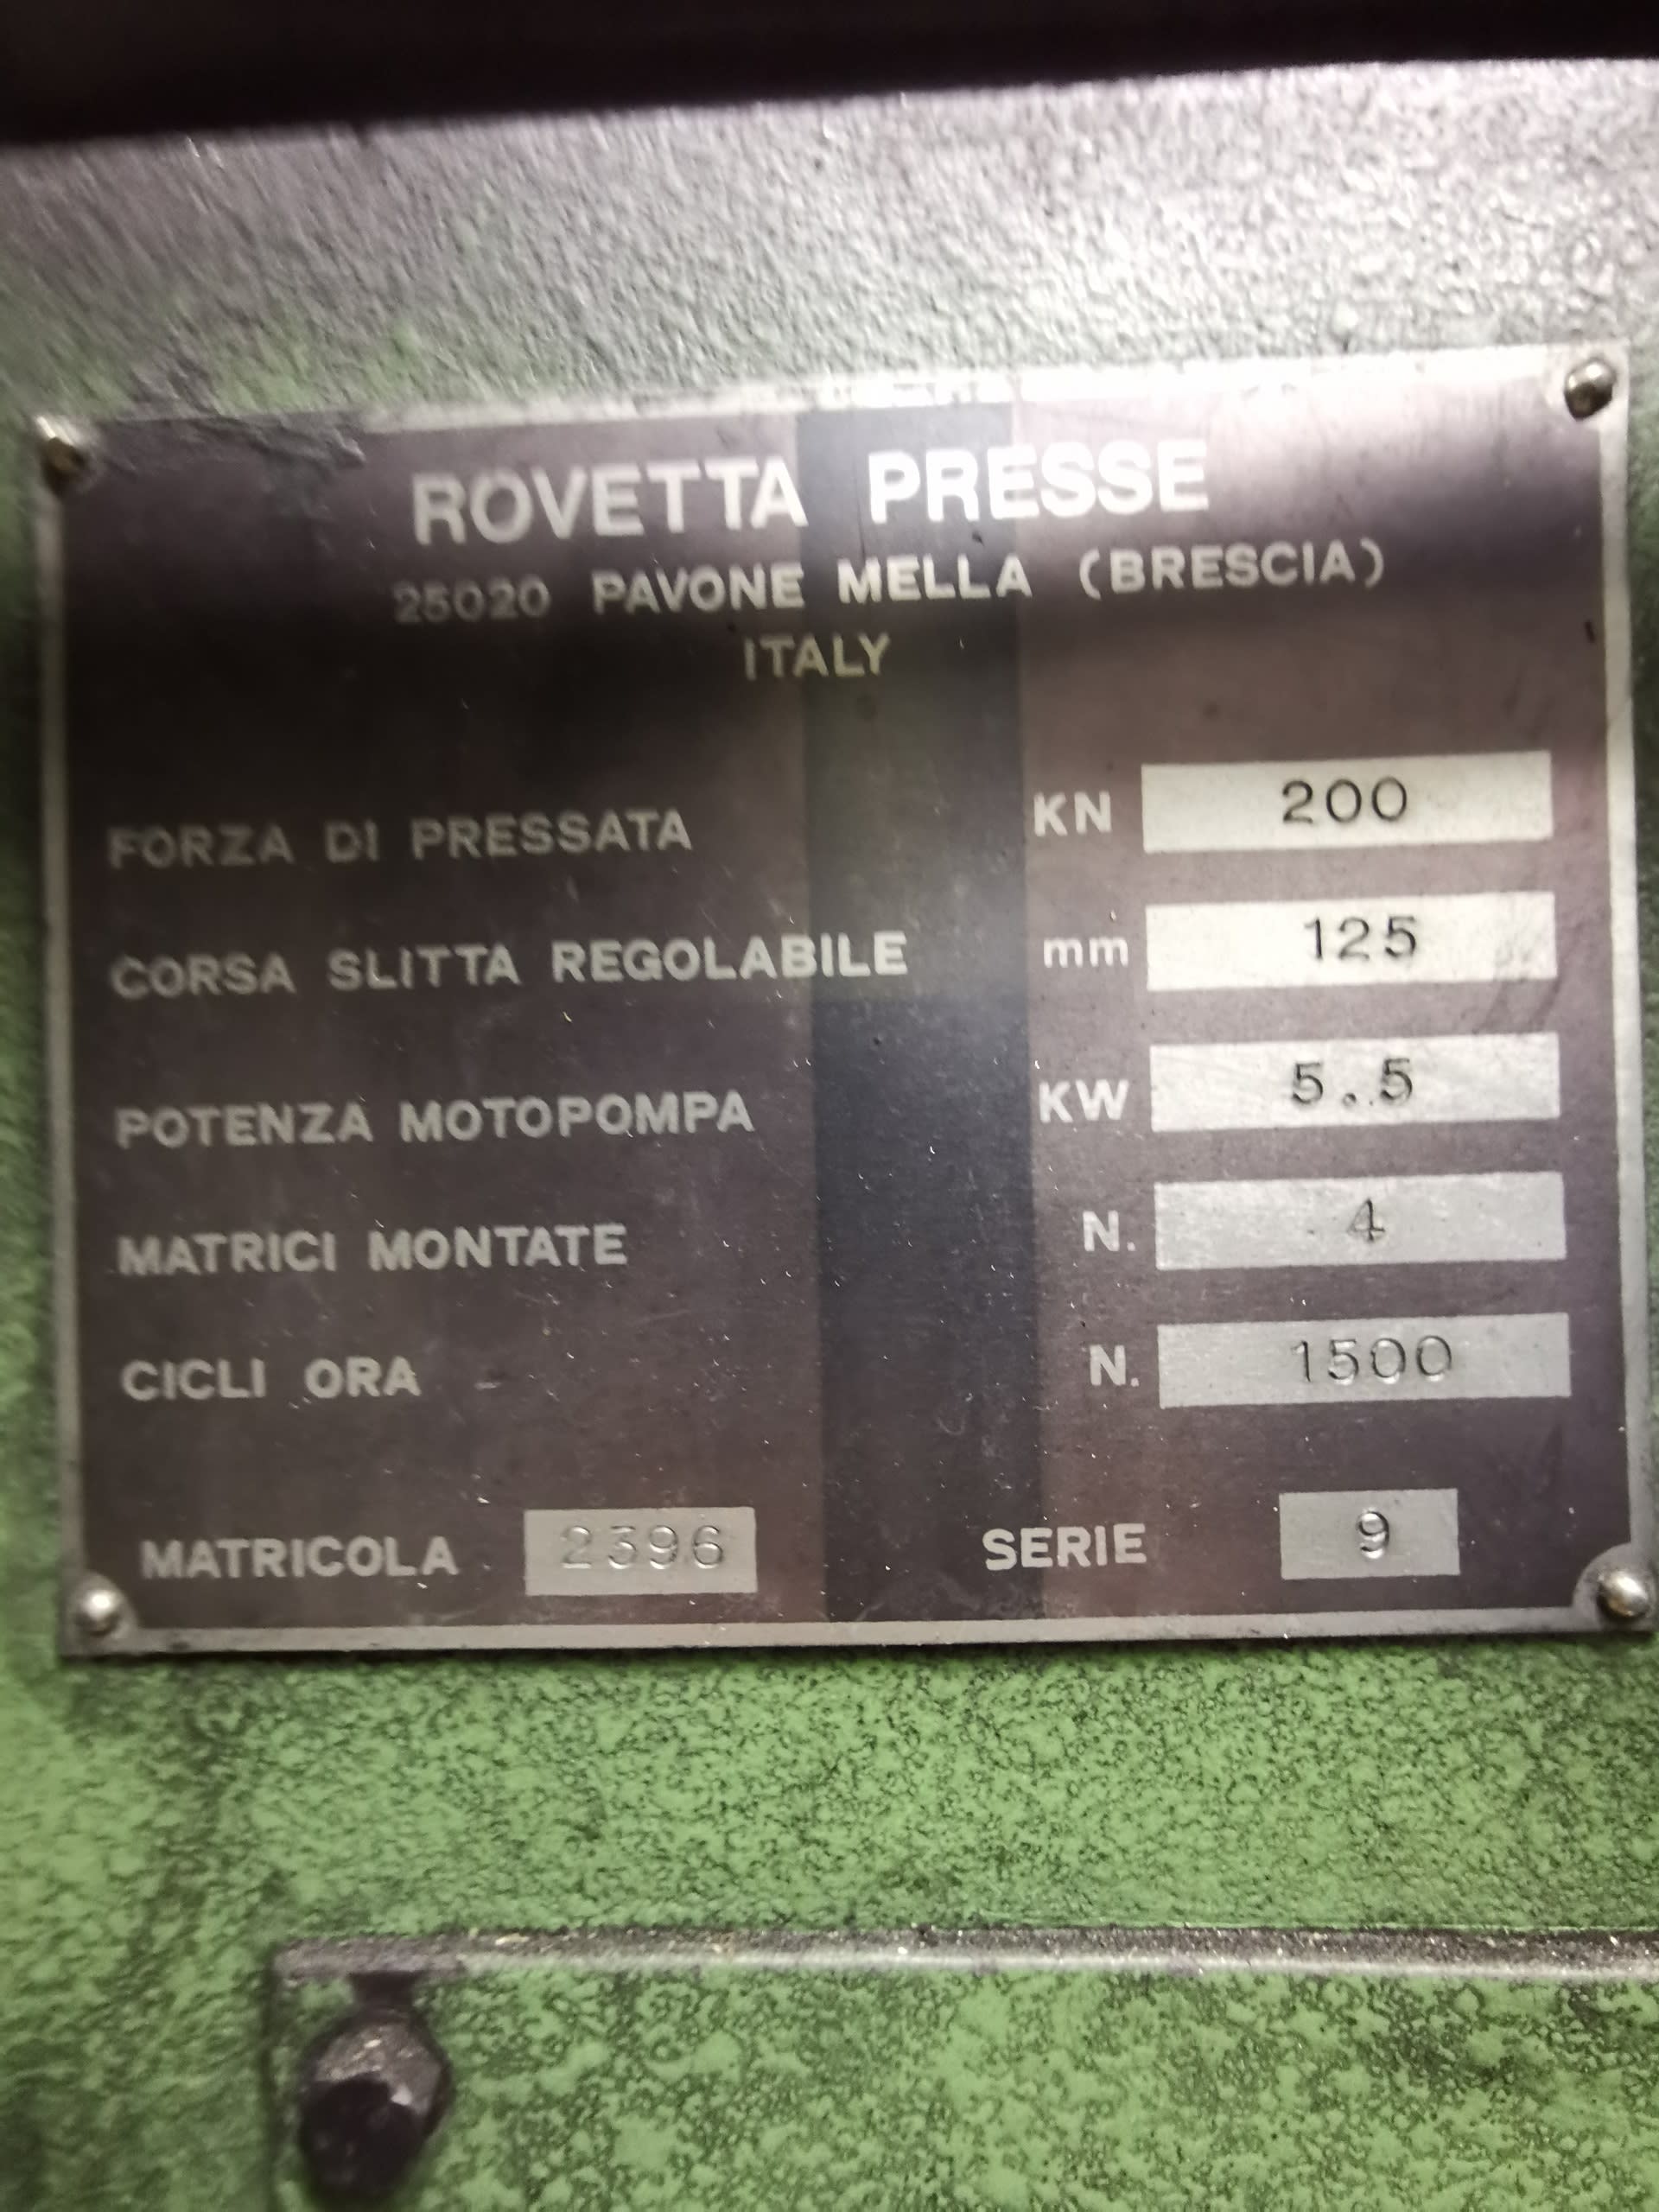 ROVETTA PRESSE
25020 PAVONE MELLA (BRESCIA)
ITALY
FORZA DI PRESSATA KN 200
CORSA SLITTA REGOLABILE mm 125
POTENZA MOTOPOMPA KW 5.5
MATRICI MONTATE N. 4
CICLI ORA N. 1500
MATRICOLA 2396 SERIE 9